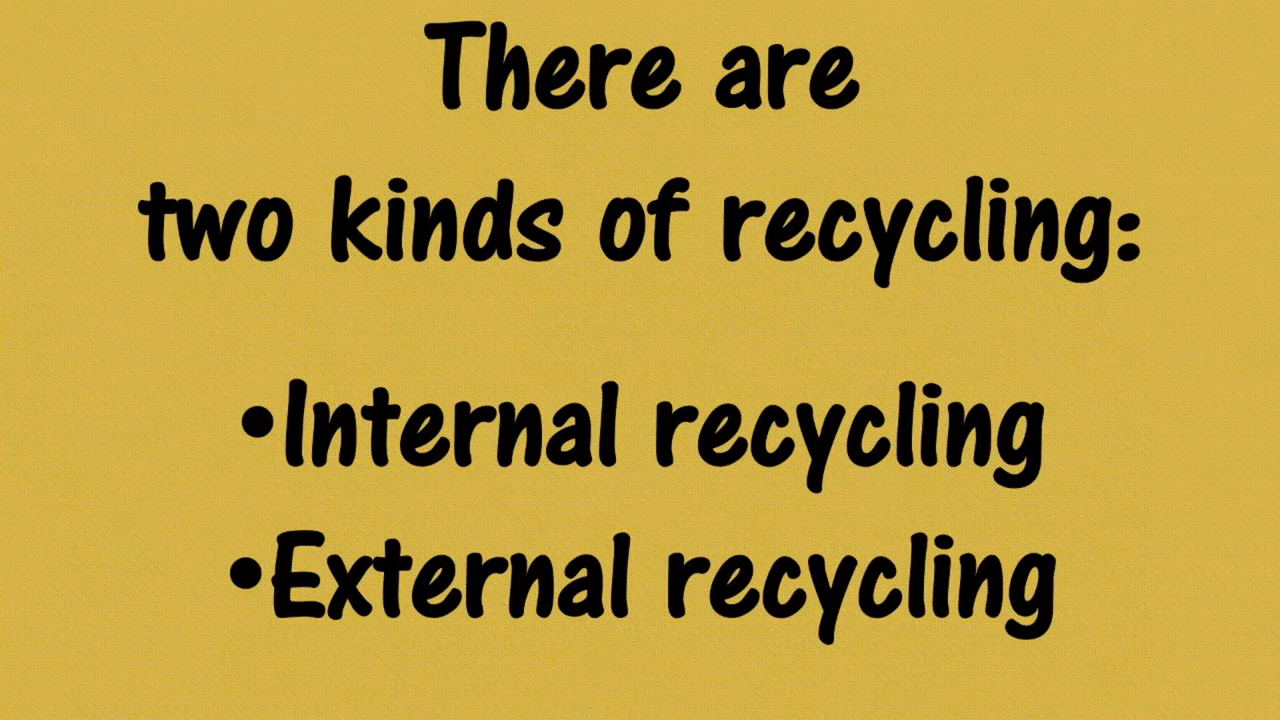 There are
two kinds of recycling:
•Internal recycling
•External recycling